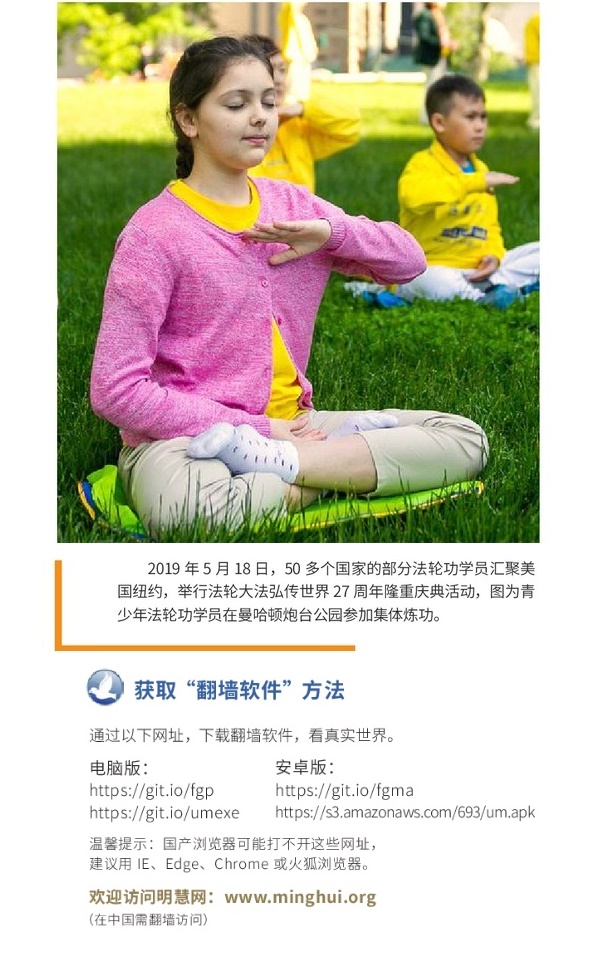 2019 年 5 月 18 日，50 多个国家的部分法轮功学员汇聚美
国纽约，举行法轮大法弘传世界 27 周年隆重庆典活动，图为青
少年法轮功学员在曼哈顿炮台公园参加集体炼功。
获取“翻墙软件”方法
通过以下网址，下载翻墙软件，看真实世界。
电脑版：
https://git.io/fgp
https://git.io/umexe
安卓版：
https://git.io/fgma
https://s3.amazonaws.com/693/um.apk
温馨提示：国产浏览器可能打不开这些网址，
建议用 IE、Edge、Chrome 或火狐浏览器。
欢迎访问明慧网：www.minghui.org
（在中国需翻墙访问）